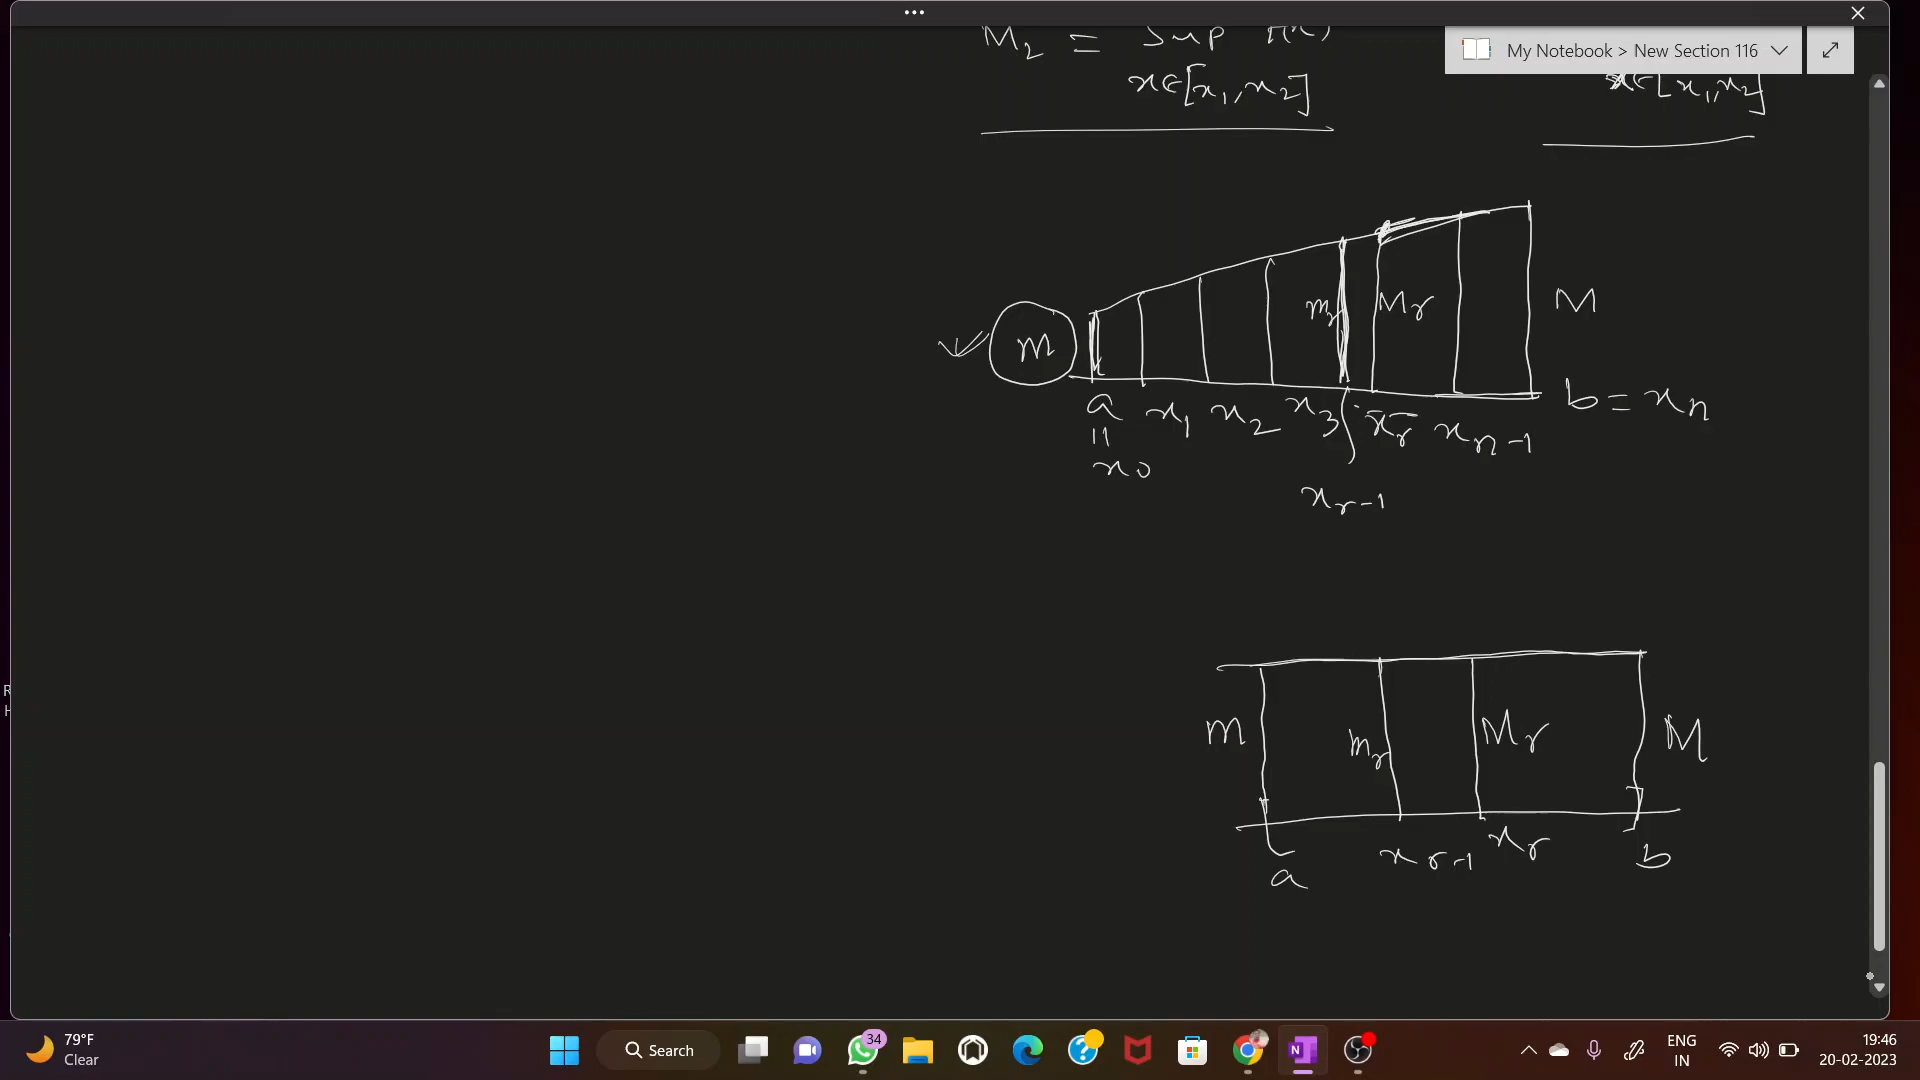 M₂ = Sup f(x)
My Notebook > New Section 116
x∈[x₁,x₂]
x∈[x₁,x₂]
m
mᵣ
Mᵣ
M
a
x₁
x₂
x₃
xᵣ
xₙ₋₁
b = xₙ
=
x₀
xᵣ₋₁
m
mᵣ
Mᵣ
M
a
xᵣ₋₁
xᵣ
b
R
H
79°F
Clear
Search
34
ENG
IN
19:46
20-02-2023